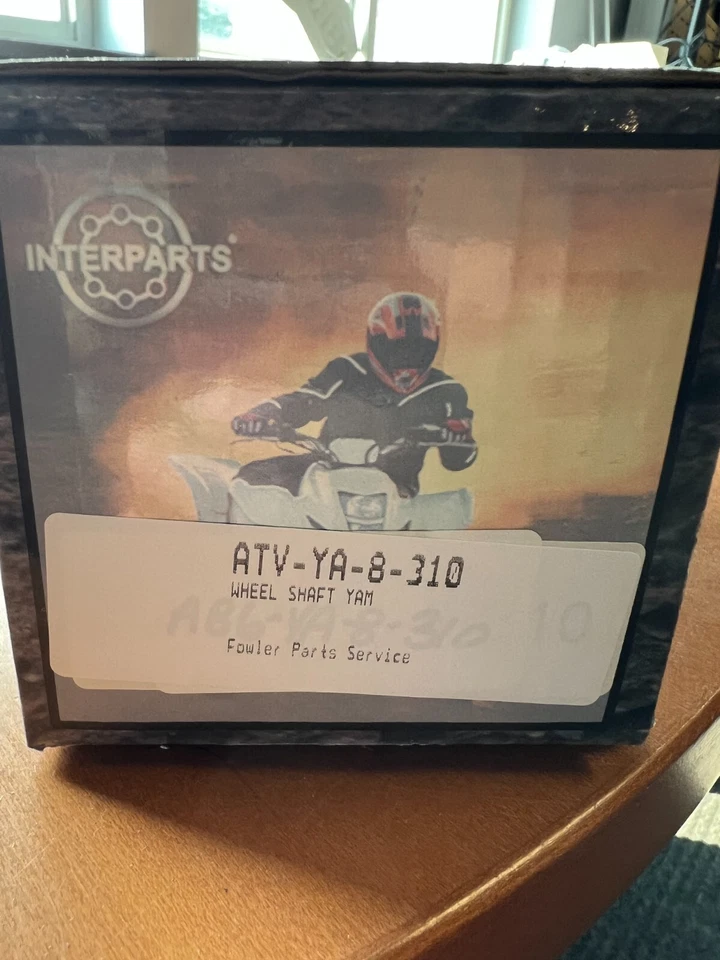 INTERPARTS®
ATV-YA-8-310
WHEEL SHAFT YAM
Fowler Parts Service